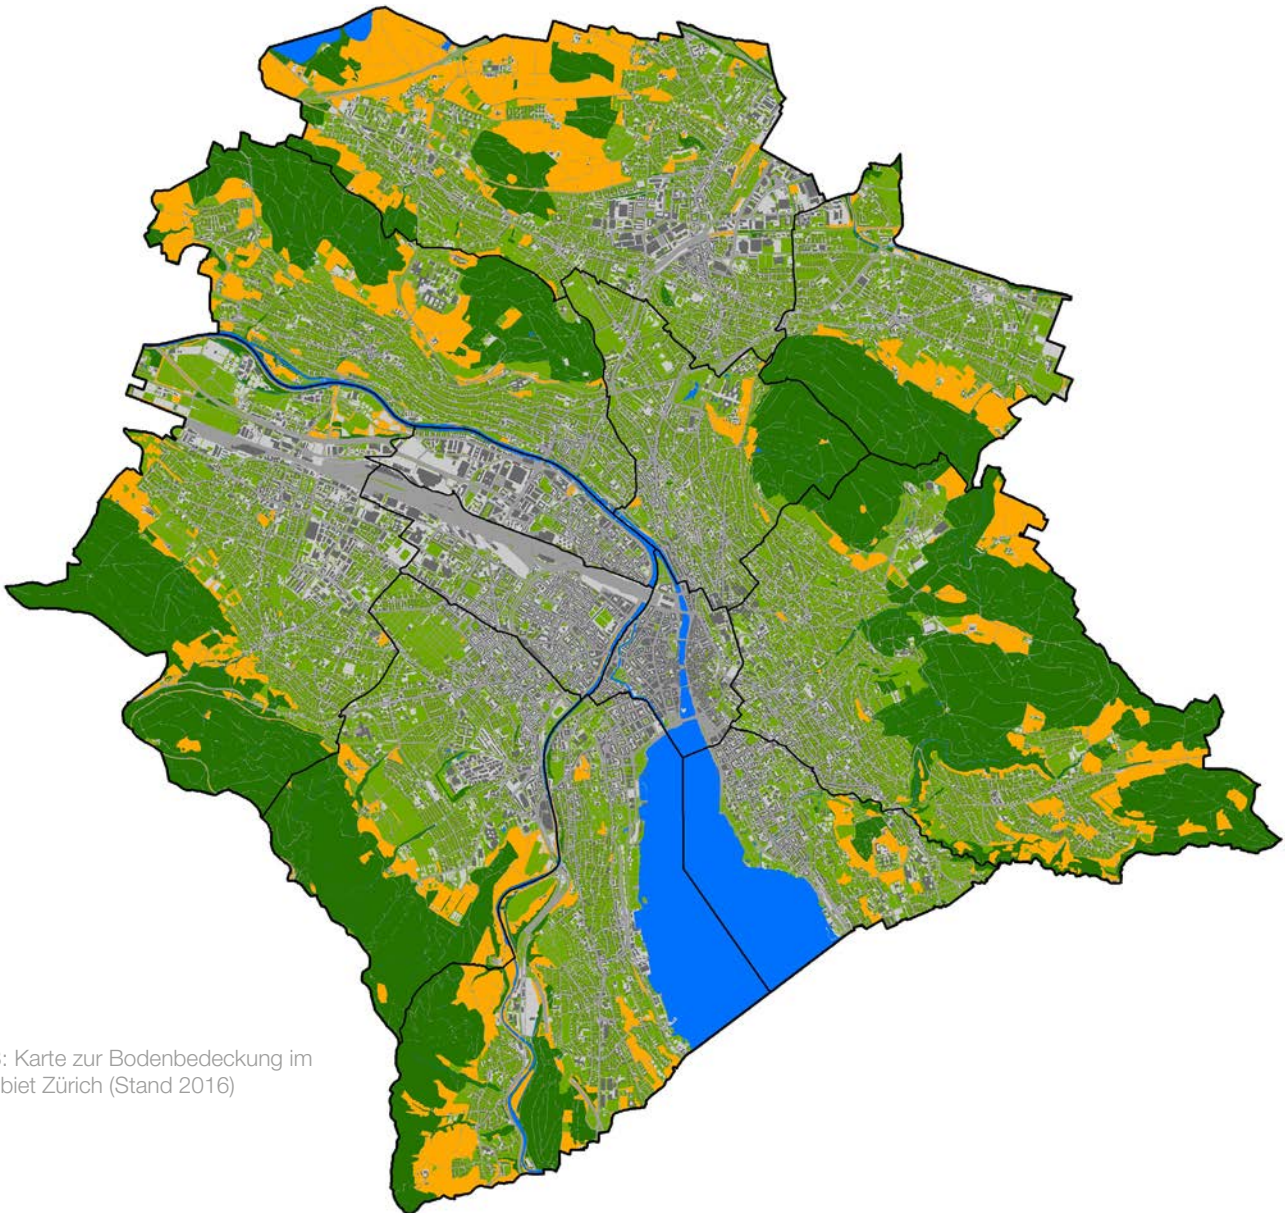 : Karte zur Bodenbedeckung im
biet Zürich (Stand 2016)